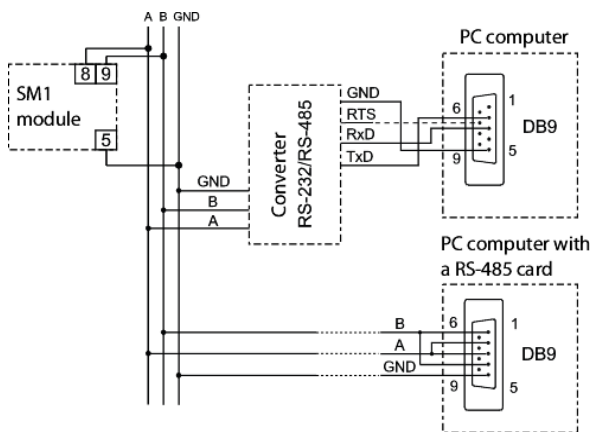 A B GND
PC computer
8 9
SM1
module
5
GND
RTS
RxD
TxD
Converter
RS-232/RS-485
6
1
DB9
9
5
GND
B
A
PC computer with
a RS-485 card
B
A
GND
6
1
DB9
9
5